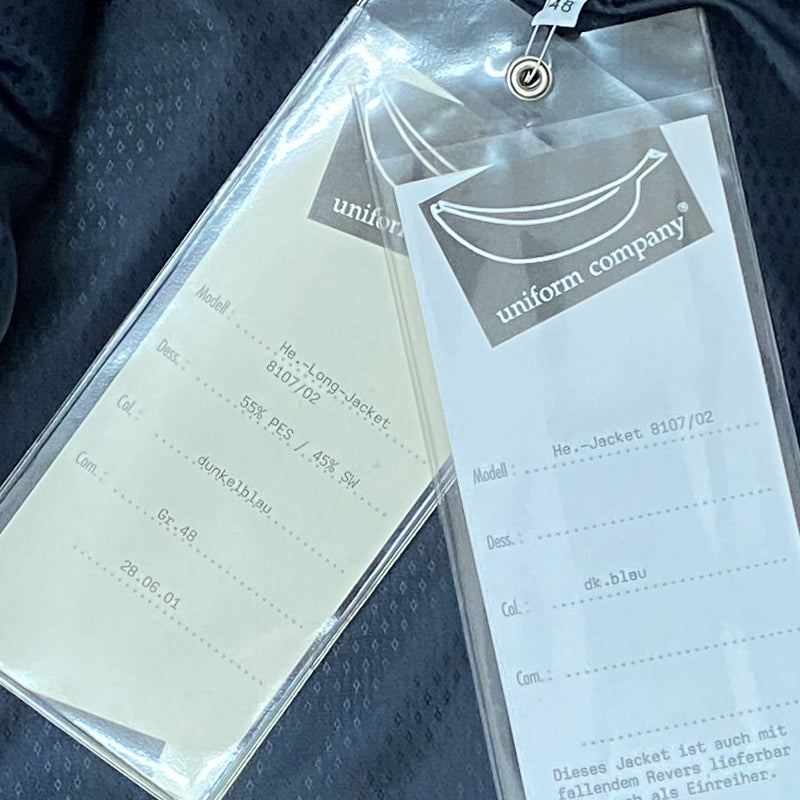 48
uniform
Modell :
He.-Long-Jacket
8107/02
Dess. :
55% PES / 45% SW
Col. :
dunkelblau
Com. :
Gr.48
28.06.01
uniform company®
Modell :
He.-Jacket 8107/02
Dess. :
Col. :
dk.blau
Com. :
Dieses Jacket ist auch mit
fallendem Revers lieferbar
als Einreiher.